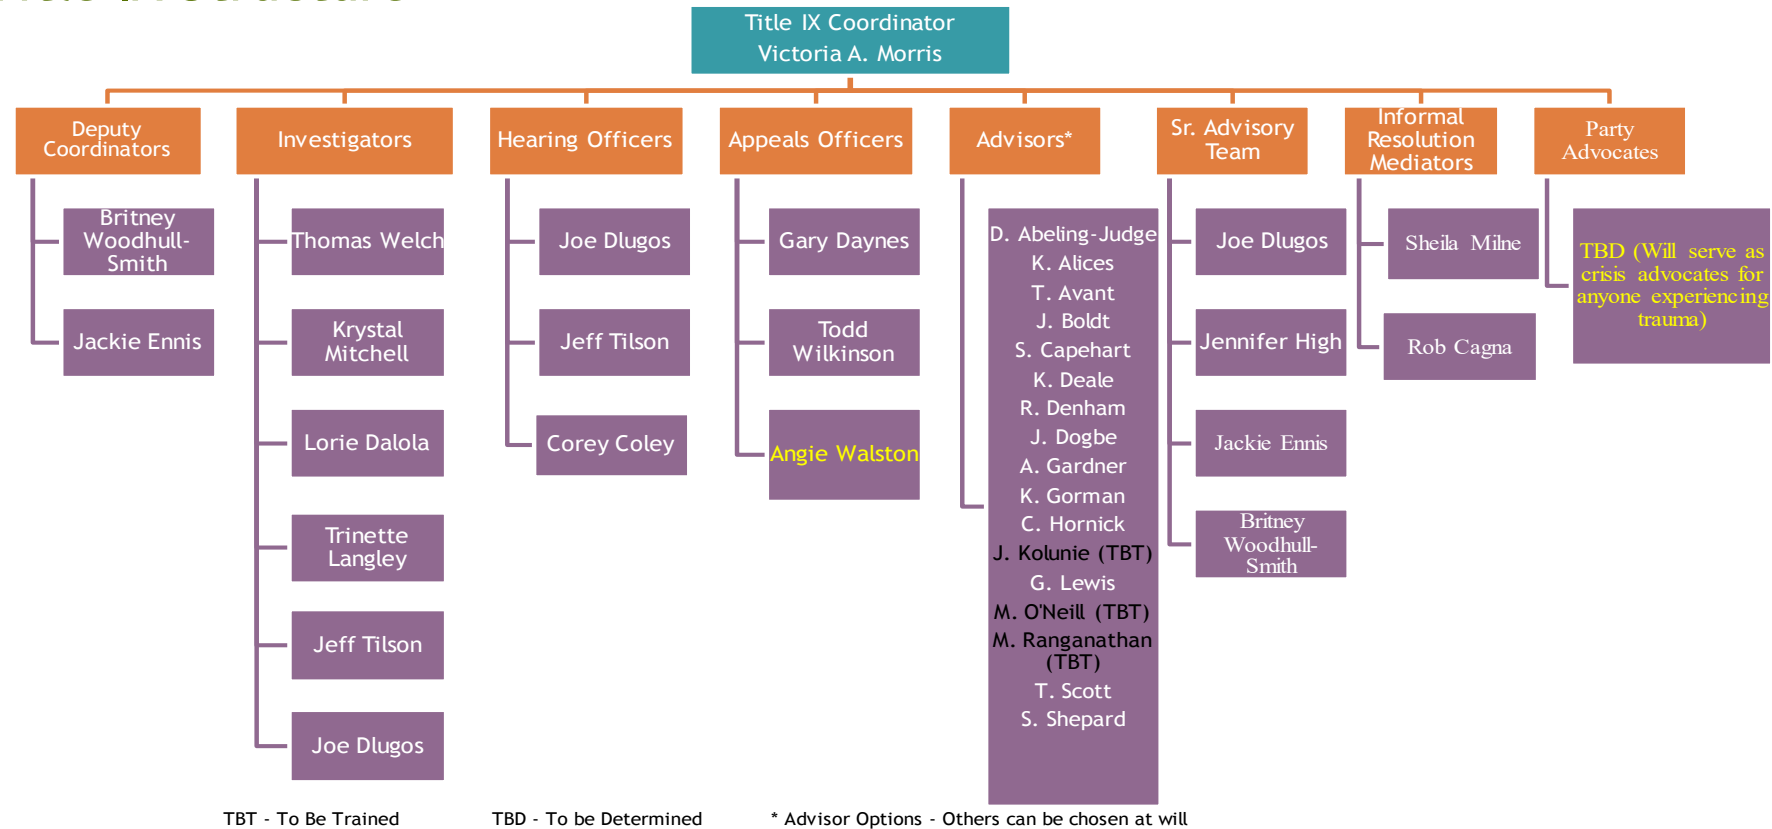 Title IX Coordinator
Victoria A. Morris
Deputy
Coordinators
Britney
Woodhull-
Smith
Jackie Ennis
Investigators
Thomas Welch
Krystal
Mitchell
Lorie Dalola
Trinette
Langley
Jeff Tilson
Joe Dlugos
Hearing Officers
Joe Dlugos
Jeff Tilson
Corey Coley
Appeals Officers
Gary Daynes
Todd
Wilkinson
Angie Walston
Advisors*
D. Abeling-Judge
K. Alices
T. Avant
J. Boldt
S. Capehart
K. Deale
R. Denham
J. Dogbe
A. Gardner
K. Gorman
C. Hornick
J. Kolunie (TBT)
G. Lewis
M. O'Neill (TBT)
M. Ranganathan
(TBT)
T. Scott
S. Shepard
Sr. Advisory
Team
Joe Dlugos
Jennifer High
Jackie Ennis
Britney
Woodhull-
Smith
Informal
Resolution
Mediators
Sheila Milne
Rob Cagna
Party
Advocates
TBD (Will serve as
crisis advocates for
anyone experiencing
trauma)
TBT - To Be Trained
TBD - To be Determined
* Advisor Options - Others can be chosen at will